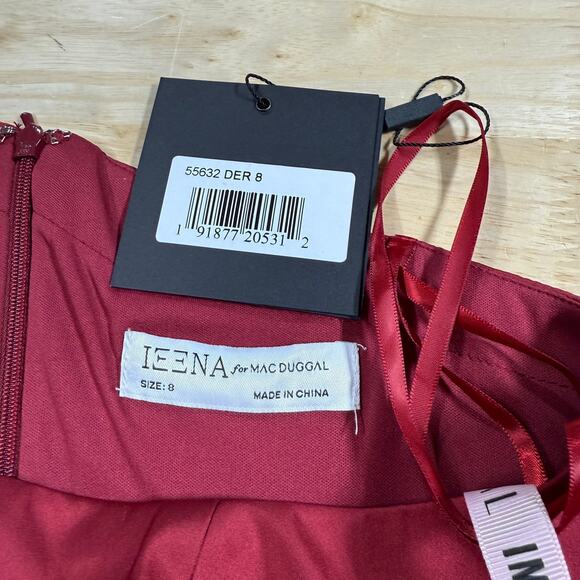 55632 DER 8
1 91877 20531 2
IEENA for MAC DUGGAL
SIZE: 8
MADE IN CHINA